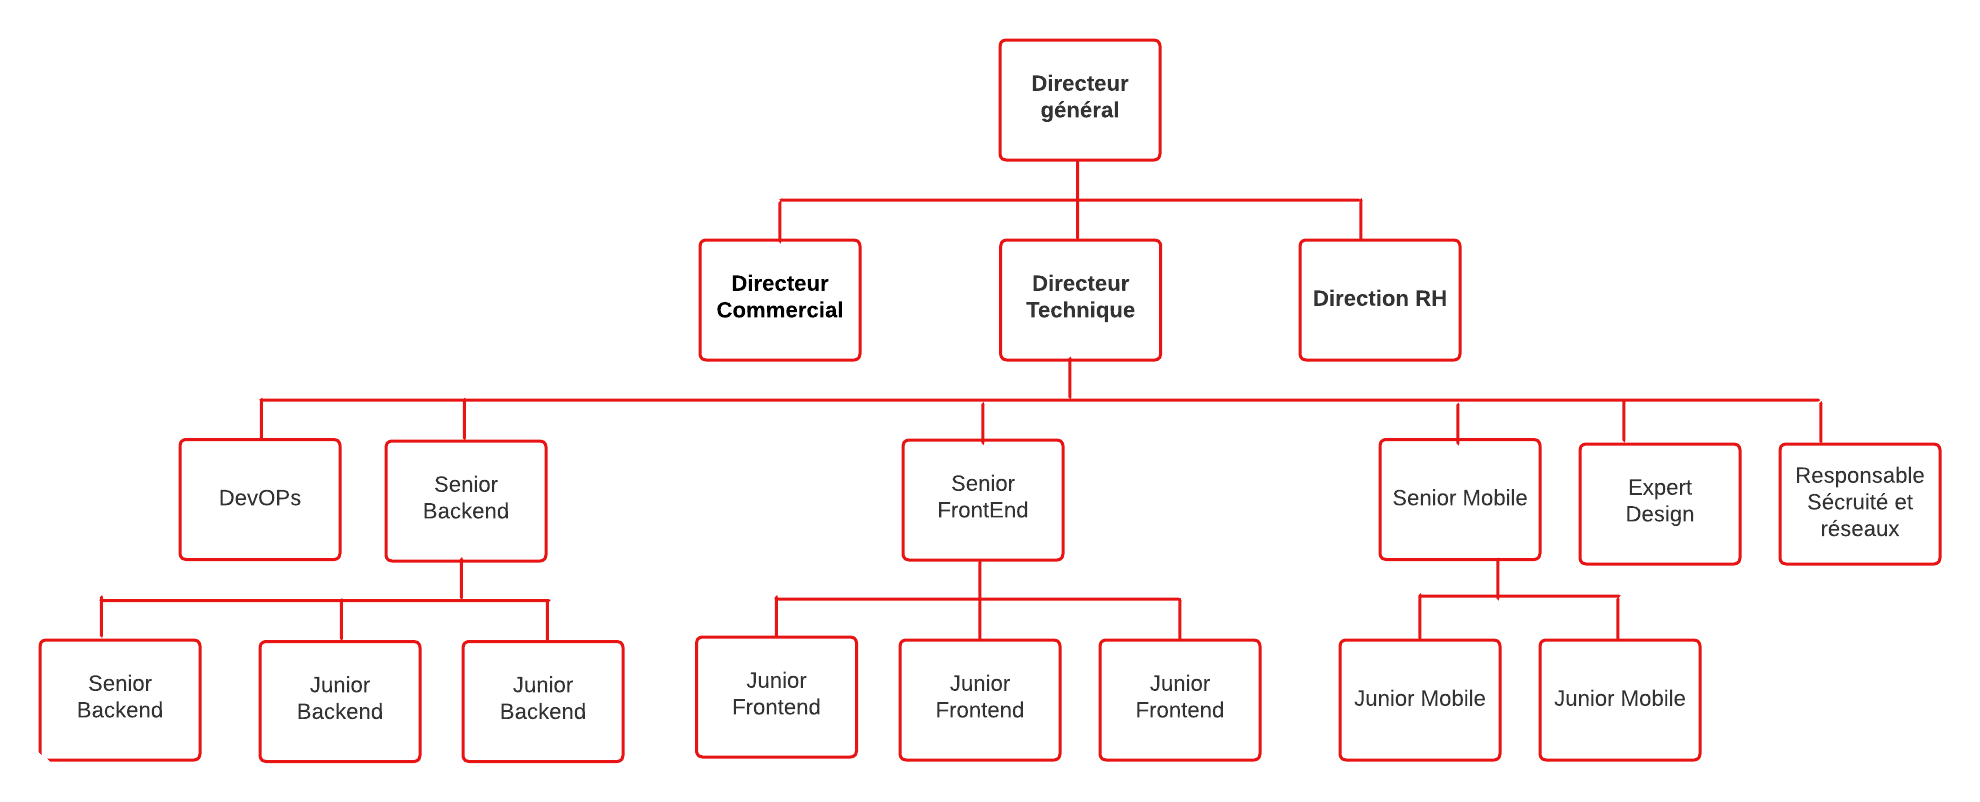 Directeur
général
Directeur
Commercial
Directeur
Technique
Direction RH
DevOPs
Senior
Backend
Senior
FrontEnd
Senior Mobile
Expert
Design
Responsable
Sécruité et
réseaux
Senior
Backend
Junior
Backend
Junior
Backend
Junior
Frontend
Junior
Frontend
Junior
Frontend
Junior Mobile
Junior Mobile